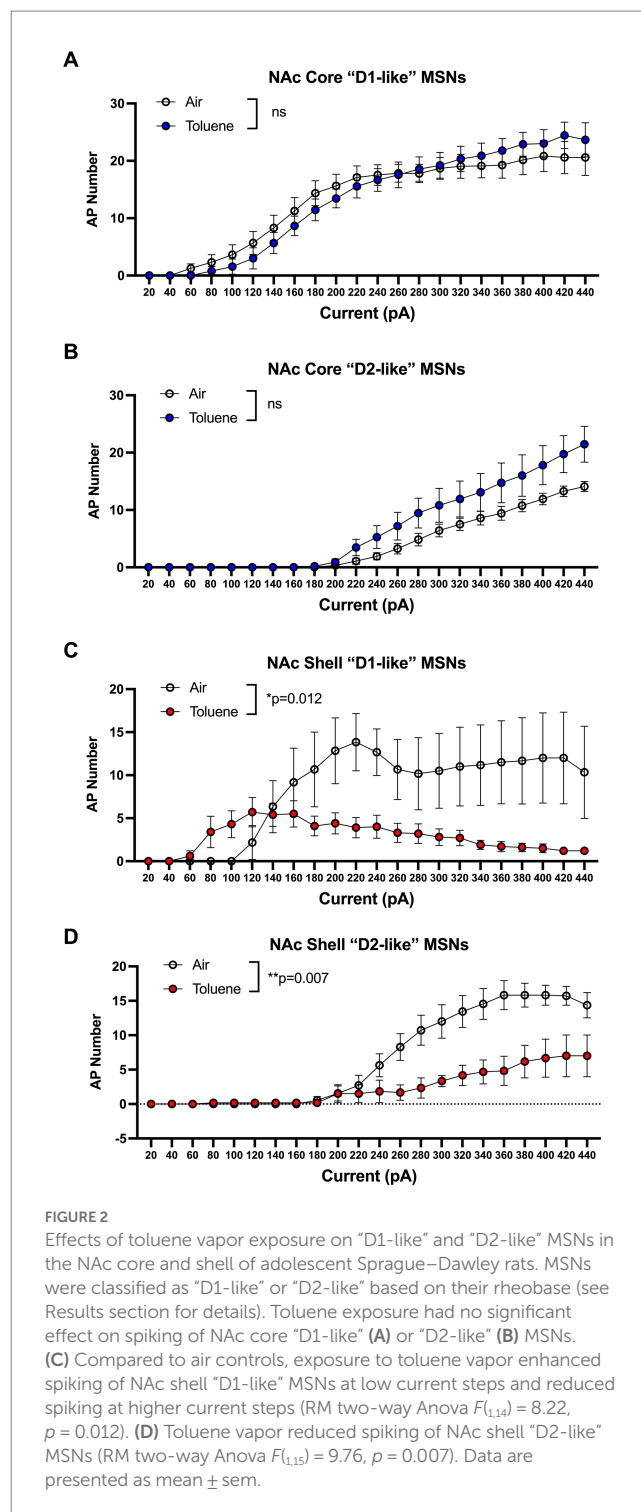 A
NAc Core “D1-like” MSNs
Air
Toluene
ns
30
20
10
0
AP Number
20 40 60 80 100 120 140 160 180 200 220 240 260 280 300 320 340 360 380 400 420 440
Current (pA)
B
NAc Core “D2-like” MSNs
Air
Toluene
ns
30
20
10
0
AP Number
20 40 60 80 100 120 140 160 180 200 220 240 260 280 300 320 340 360 380 400 420 440
Current (pA)
C
NAc Shell “D1-like” MSNs
Air
Toluene
*p=0.012
20
15
10
5
0
AP Number
20 40 60 80 100 120 140 160 180 200 220 240 260 280 300 320 340 360 380 400 420 440
Current (pA)
D
NAc Shell “D2-like” MSNs
Air
Toluene
**p=0.007
20
15
10
5
0
-5
AP Number
20 40 60 80 100 120 140 160 180 200 220 240 260 280 300 320 340 360 380 400 420 440
Current (pA)
FIGURE 2
Effects of toluene vapor exposure on “D1-like” and “D2-like” MSNs in
the NAc core and shell of adolescent Sprague–Dawley rats. MSNs
were classified as “D1-like” or “D2-like” based on their rheobase (see
Results section for details). Toluene exposure had no significant
effect on spiking of NAc core “D1-like” (A) or “D2-like” (B) MSNs.
(C) Compared to air controls, exposure to toluene vapor enhanced
spiking of NAc shell “D1-like” MSNs at low current steps and reduced
spiking at higher current steps (RM two-way Anova F(1,14) = 8.22,
p = 0.012). (D) Toluene vapor reduced spiking of NAc shell “D2-like”
MSNs (RM two-way Anova F(1,15) = 9.76, p = 0.007). Data are
presented as mean ± sem.